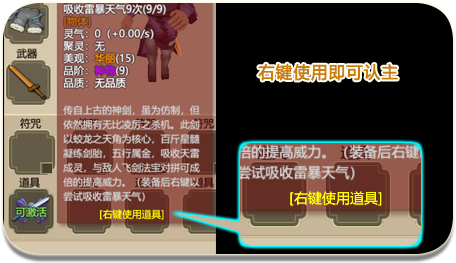 吸收雷暴天气9次(9/9)
[物体]
灵气：0（+0.00/s）
聚灵：无
武器
美观：华丽(15)
品阶：神控(9)
品质：无品质
传自上古的神剑，虽为仿制，但
符咒
依然拥有无比凌厉之杀机。此剑
以蛟龙之天角为核心，百斤星髓
凝练剑胎，五行属金，吸收天雷
道具
成灵，与敌人飞剑法宝对拼可成
倍的提高威力。（装备后右键以
可激活
尝试吸收雷暴天气）
[右键使用道具]
右键使用即可认主
倍的提高威力。（装备后右键
尝试吸收雷暴天气）
[右键使用道具]